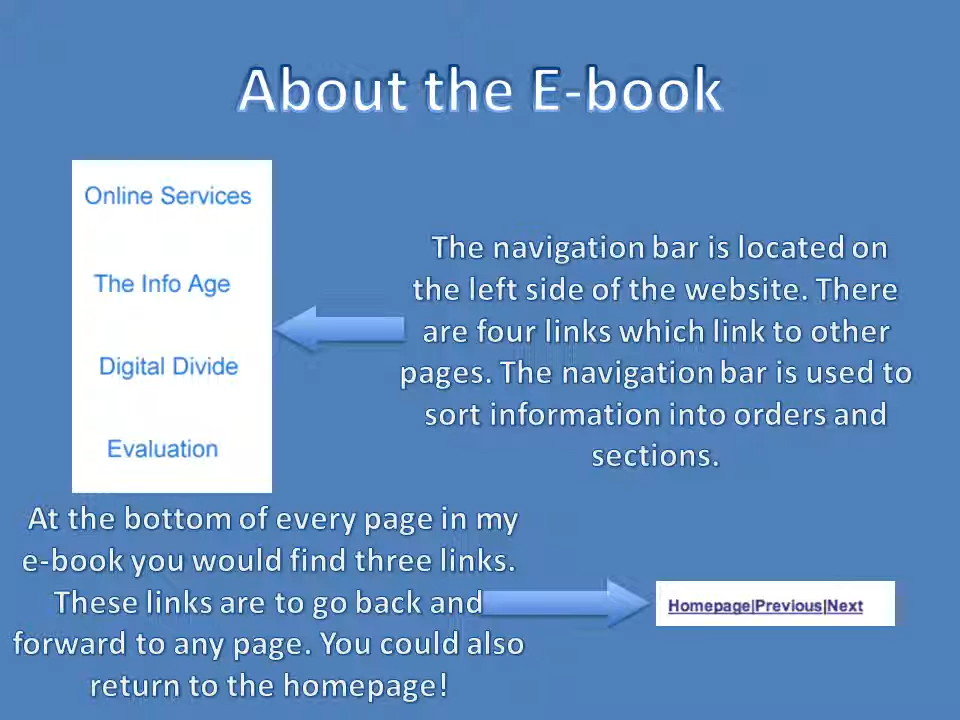 About the E-book
Online Services
The Info Age
Digital Divide
Evaluation
The navigation bar is located on
the left side of the website. There
are four links which link to other
pages. The navigation bar is used to
sort information into orders and
sections.
At the bottom of every page in my
e-book you would find three links.
These links are to go back and
forward to any page. You could also
return to the homepage!
Homepage|Previous|Next